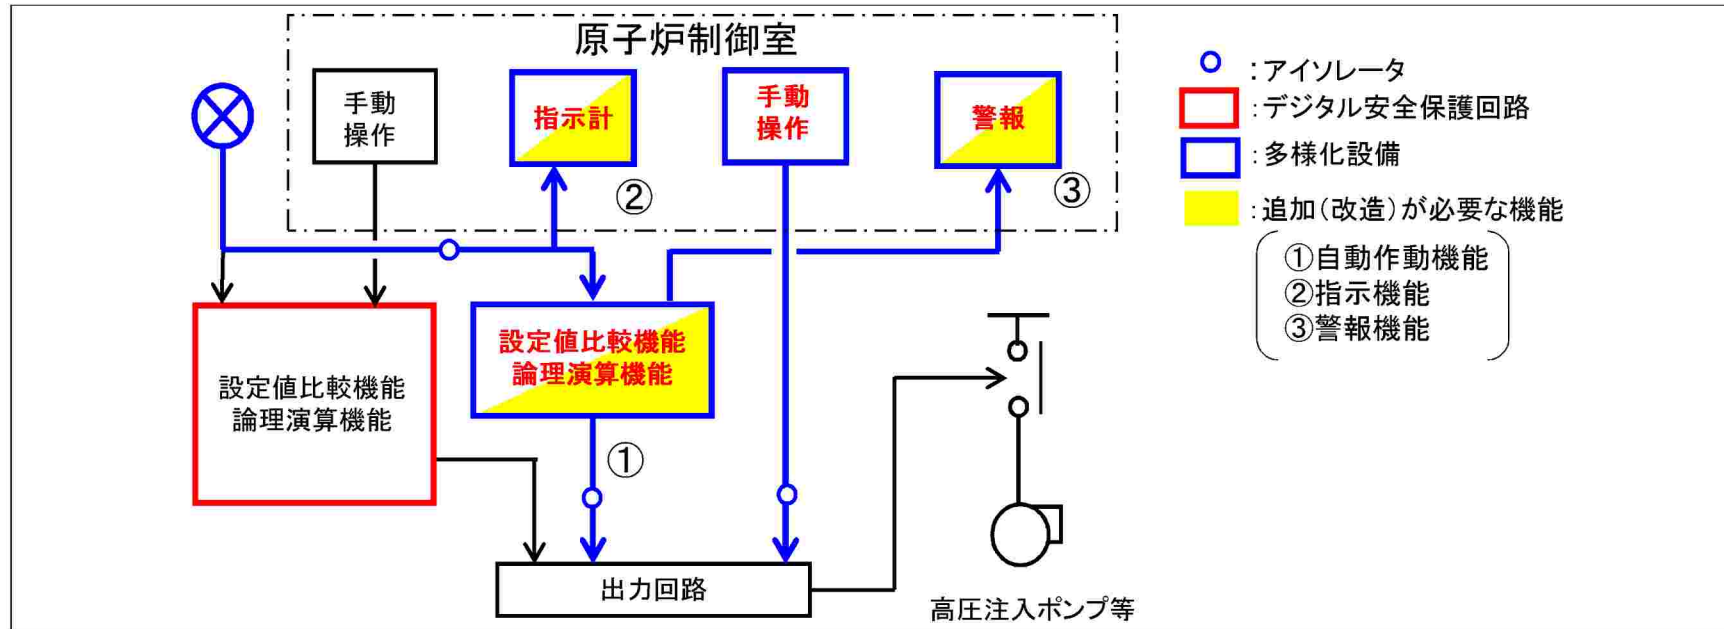 原子炉制御室
手動
操作
指示計
手動
操作
警報
②
③
設定値比較機能
論理演算機能
設定値比較機能
論理演算機能
①
出力回路
高圧注入ポンプ等
：アイソレータ
：デジタル安全保護回路
：多様化設備
：追加（改造）が必要な機能
①自動作動機能
②指示機能
③警報機能